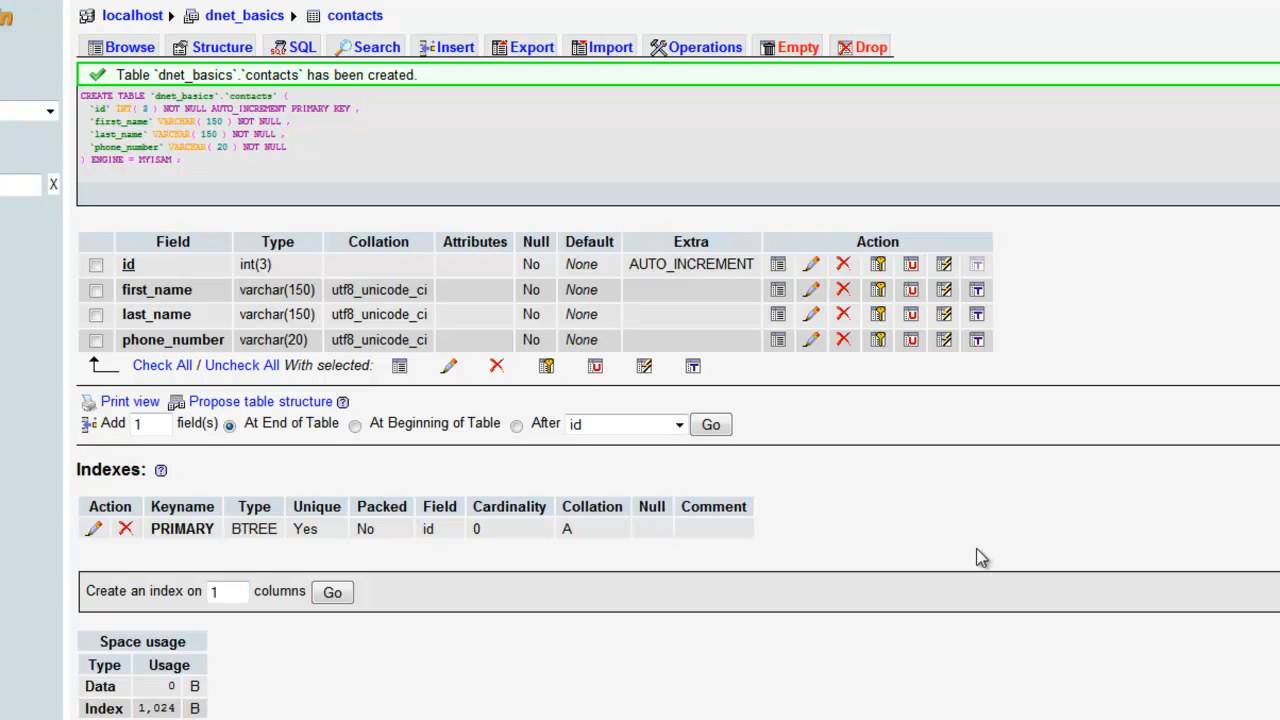 localhost dnet_basics contacts
Browse Structure SQL Search Insert Export Import Operations Empty Drop
Table `dnet_basics`.`contacts` has been created.
CREATE TABLE `dnet_basics`.`contacts` (
`id` INT( 3 ) NOT NULL AUTO_INCREMENT PRIMARY KEY ,
`first_name` VARCHAR( 150 ) NOT NULL ,
`last_name` VARCHAR( 150 ) NOT NULL ,
`phone_number` VARCHAR( 20 ) NOT NULL
) ENGINE = MYISAM ;
X
Field Type Collation Attributes Null Default Extra Action
id int(3) No None AUTO_INCREMENT
first_name varchar(150) utf8_unicode_ci No None
last_name varchar(150) utf8_unicode_ci No None
phone_number varchar(20) utf8_unicode_ci No None
Check All / Uncheck All With selected:
Print view Propose table structure
Add 1 field(s) At End of Table At Beginning of Table After id Go
Indexes:
Action Keyname Type Unique Packed Field Cardinality Collation Null Comment
PRIMARY BTREE Yes No id 0 A
Create an index on 1 columns Go
Space usage
Type Usage
Data 0 B
Index 1,024 B